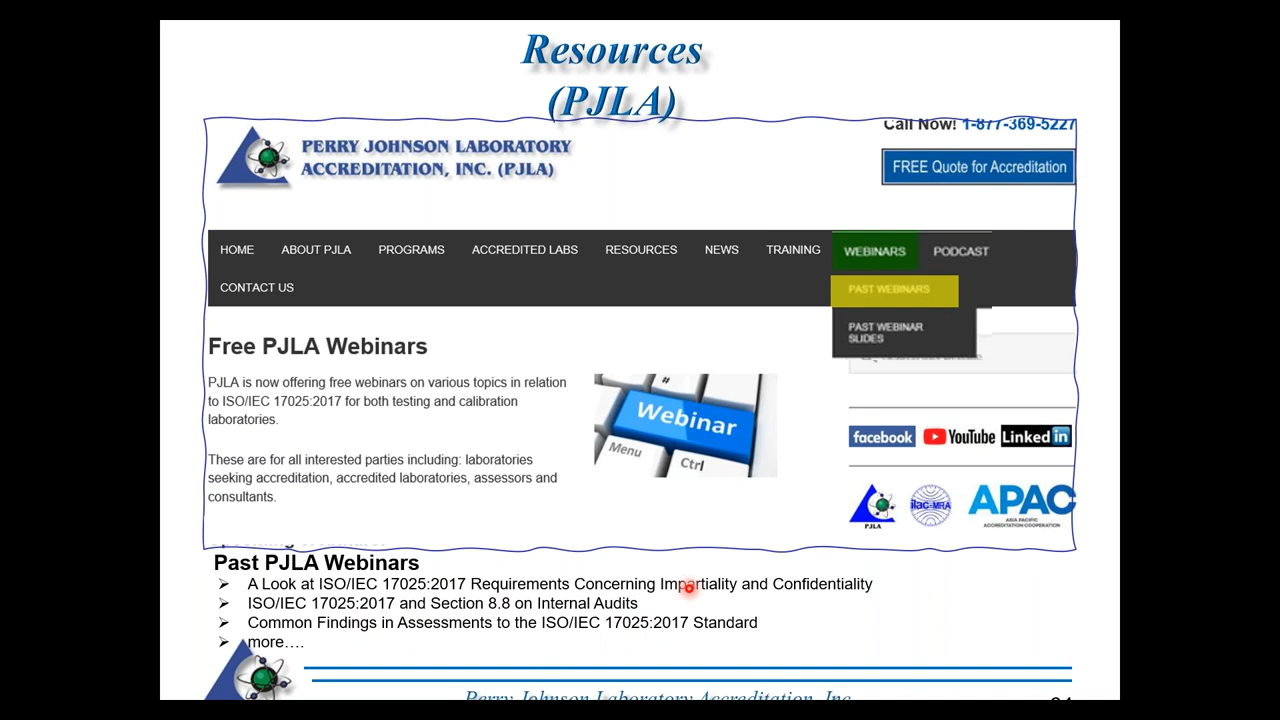 Resources
(PJLA)
Call Now! 1-877-369-5227
PERRY JOHNSON LABORATORY
ACCREDITATION, INC. (PJLA)
FREE Quote for Accreditation
HOME ABOUT PJLA PROGRAMS ACCREDITED LABS RESOURCES NEWS TRAINING WEBINARS PODCAST
CONTACT US
PAST WEBINARS
PAST WEBINAR
SLIDES
Free PJLA Webinars
PJLA is now offering free webinars on various topics in relation
to ISO/IEC 17025:2017 for both testing and calibration
laboratories.
These are for all interested parties including: laboratories
seeking accreditation, accredited laboratories, assessors and
consultants.
#
Webinar
Menu
Ctrl
facebook YouTube Linked in
PJLA
ilac-MRA
APAC
ASIA PACIFIC
ACCREDITATION COOPERATION
Past PJLA Webinars
A Look at ISO/IEC 17025:2017 Requirements Concerning Impartiality and Confidentiality
ISO/IEC 17025:2017 and Section 8.8 on Internal Audits
Common Findings in Assessments to the ISO/IEC 17025:2017 Standard
more….
Perry Johnson Laboratory Accreditation, Inc.